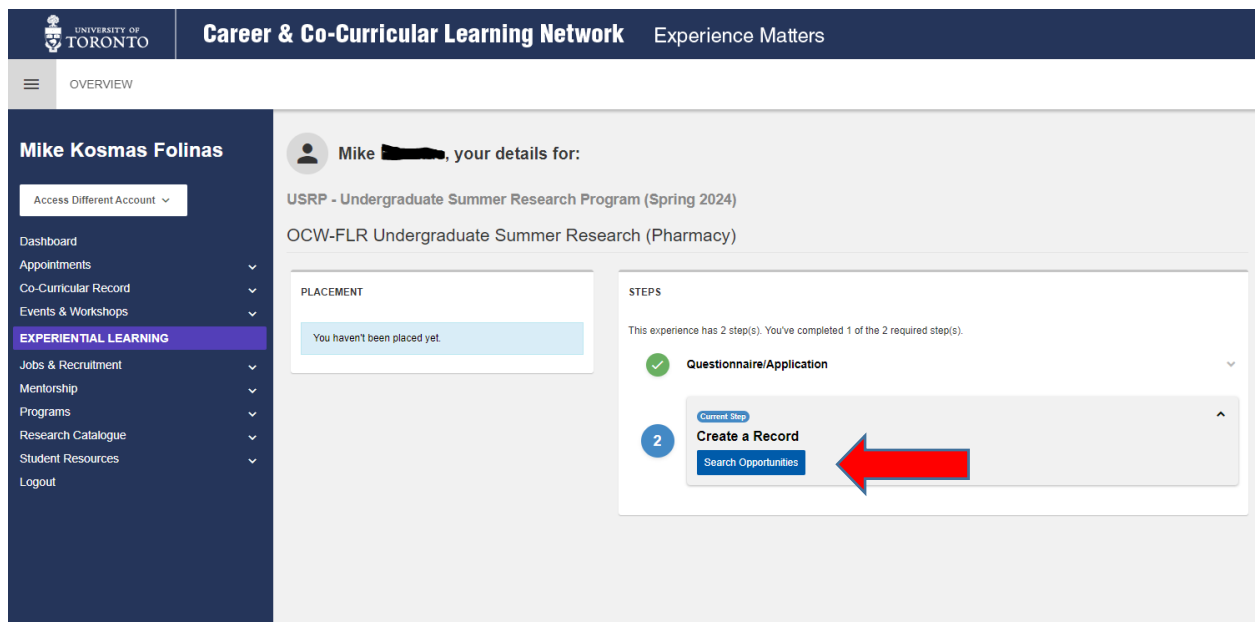 UNIVERSITY OF
TORONTO
Career & Co-Curricular Learning Network Experience Matters
OVERVIEW
Mike Kosmas Folinas
Access Different Account
Dashboard
Appointments
Co-Curricular Record
Events & Workshops
EXPERIENTIAL LEARNING
Jobs & Recruitment
Mentorship
Programs
Research Catalogue
Student Resources
Logout
Mike , your details for:
USRP - Undergraduate Summer Research Program (Spring 2024)
OCW-FLR Undergraduate Summer Research (Pharmacy)
PLACEMENT
You haven't been placed yet.
STEPS
This experience has 2 step(s). You've completed 1 of the 2 required step(s).
Questionnaire/Application
Current Step
2
Create a Record
Search Opportunities